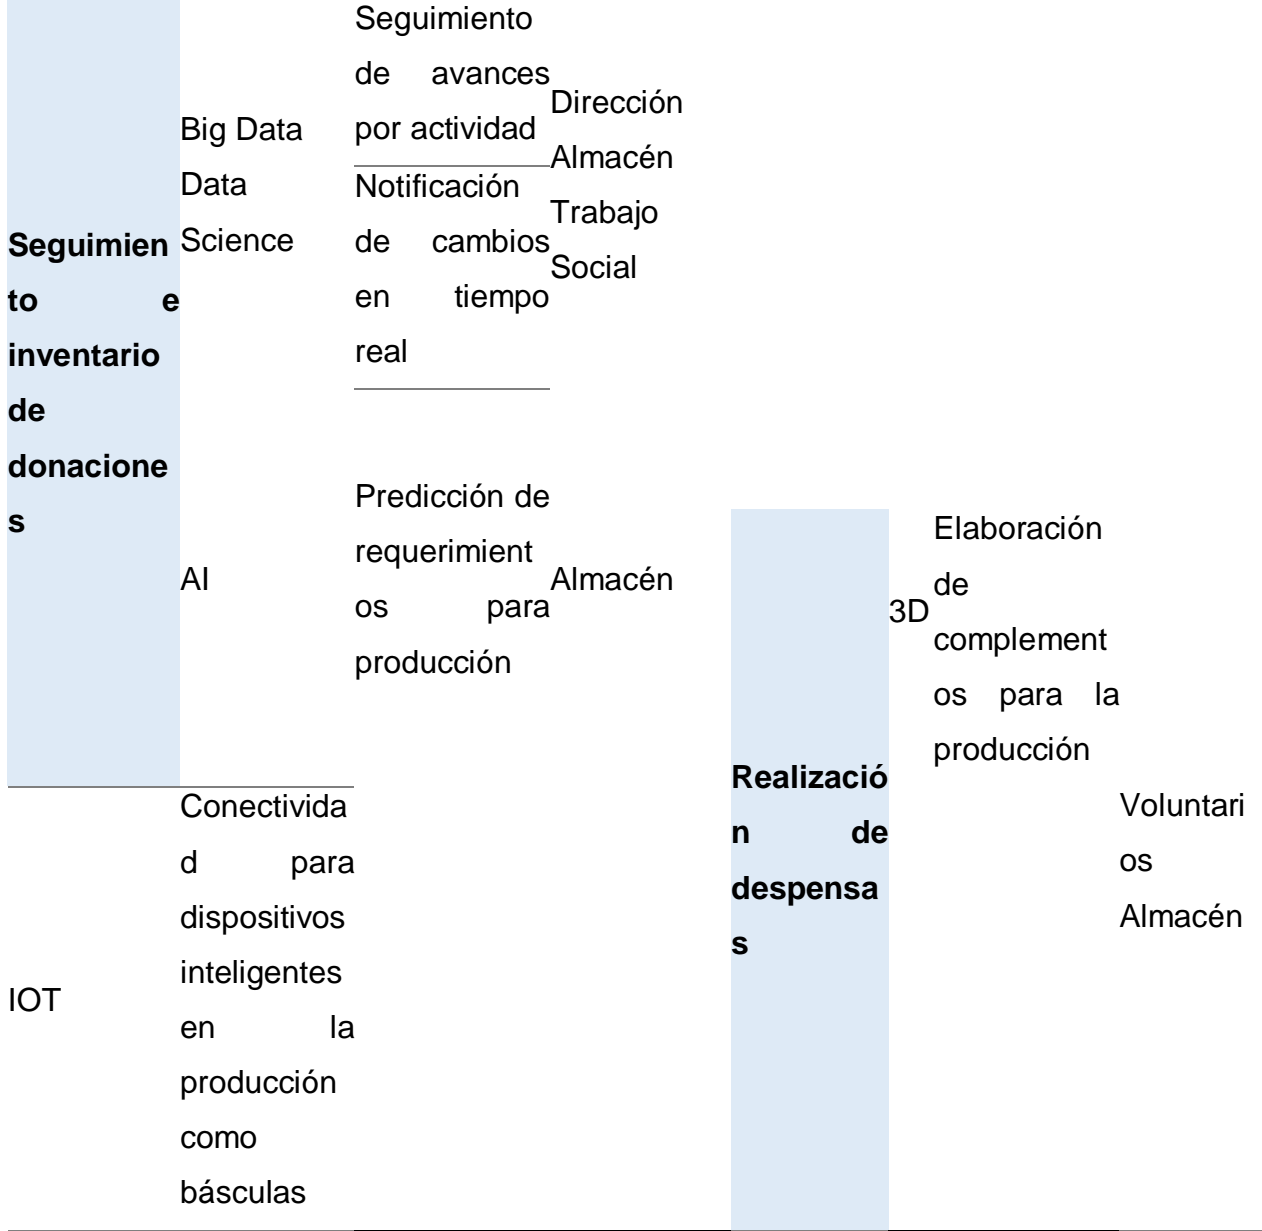 Seguimien
to e
inventario
de
donacione
s
Big Data
Data
Science
Seguimiento
de avances
por actividad
Notificación
de cambios
en tiempo
real
Dirección
Almacén
Trabajo
Social
AI
Predicción de
requerimient
os para
producción
Almacén
Realizació
n de
despensa
s
3D
Elaboración
de
complement
os para la
producción
Voluntari
os
Almacén
IOT
Conectivida
d para
dispositivos
inteligentes
en la
producción
como
básculas